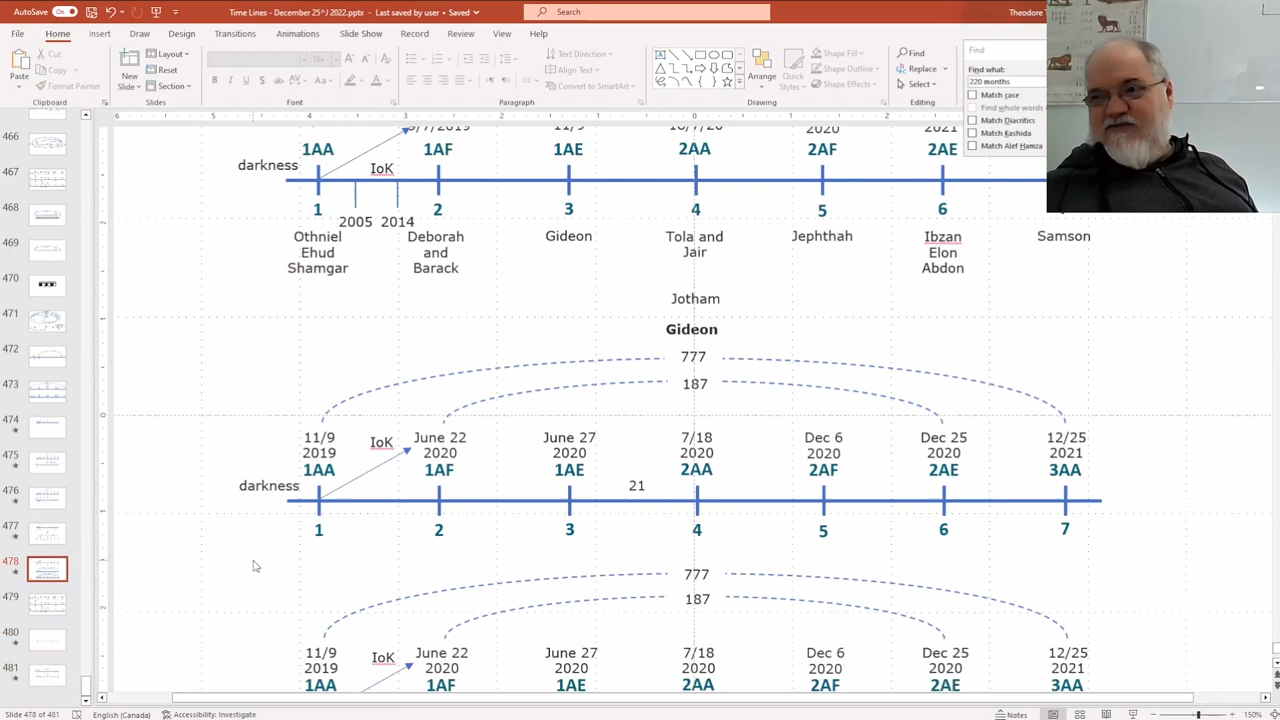 AutoSave On Time Lines - December 25^J 2022.pptx - Last saved by user • Saved Search Theodore T
File Home Insert Draw Design Transitions Animations Slide Show Record Review View Help
Paste Cut Copy Format Painter
New Slide Layout Reset Section
Text Direction Align Text Convert to SmartArt
Arrange Quick Styles Shape Fill Shape Outline Shape Effects
Find Replace Select
Clipboard Slides Font Paragraph Drawing Editing
Find
Find what:
220 months
Match case
Find whole words
Match Diacritics
Match Kashida
Match Alef Hamza
466
467
468
469
470
471
472
473
474
475
476
477
478
479
480
481
2020 2021
1AA 1AF 1AE 2AA 2AF 2AE
darkness IoK
1 2 3 4 5 6
2005 2014
Othniel Deborah Gideon Tola and Jephthah Ibzan Samson
Ehud and Jair Elon
Shamgar Barack Abdon
Jotham
Gideon
777
187
11/9 June 22 June 27 7/18 Dec 6 Dec 25 12/25
2019 2020 2020 2020 2020 2020 2021
1AA 1AF 1AE 2AA 2AF 2AE 3AA
IoK
darkness 21
1 2 3 4 5 6 7
777
187
11/9 June 22 June 27 7/18 Dec 6 Dec 25 12/25
2019 2020 2020 2020 2020 2020 2021
1AA 1AF 1AE 2AA 2AF 2AE 3AA
IoK
Slide 478 of 481 English (Canada) Accessibility: Investigate Notes 150%